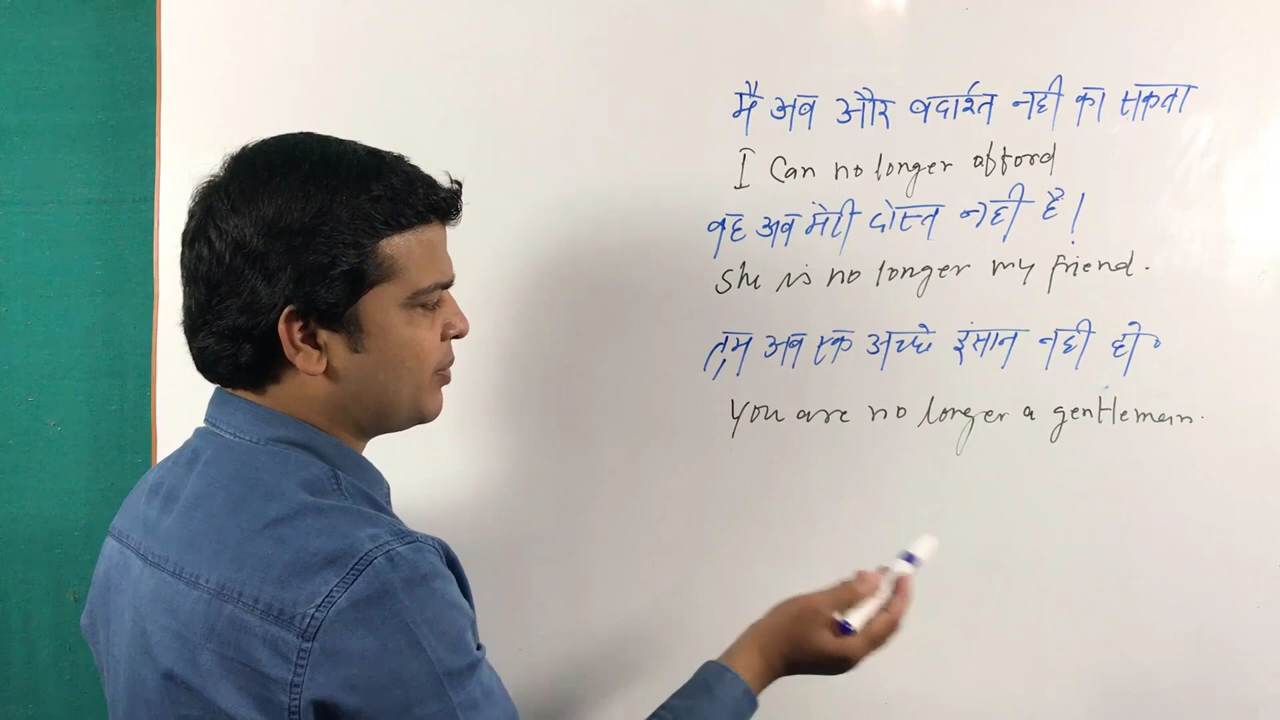 मै अब और बर्दाश्त नही का सकता
I Can no longer afford
वह अब मेरी दोस्त नही है।
She is no longer my friend.
तुम अब एक अच्छे इंसान नही हो
You are no longer a gentleman.